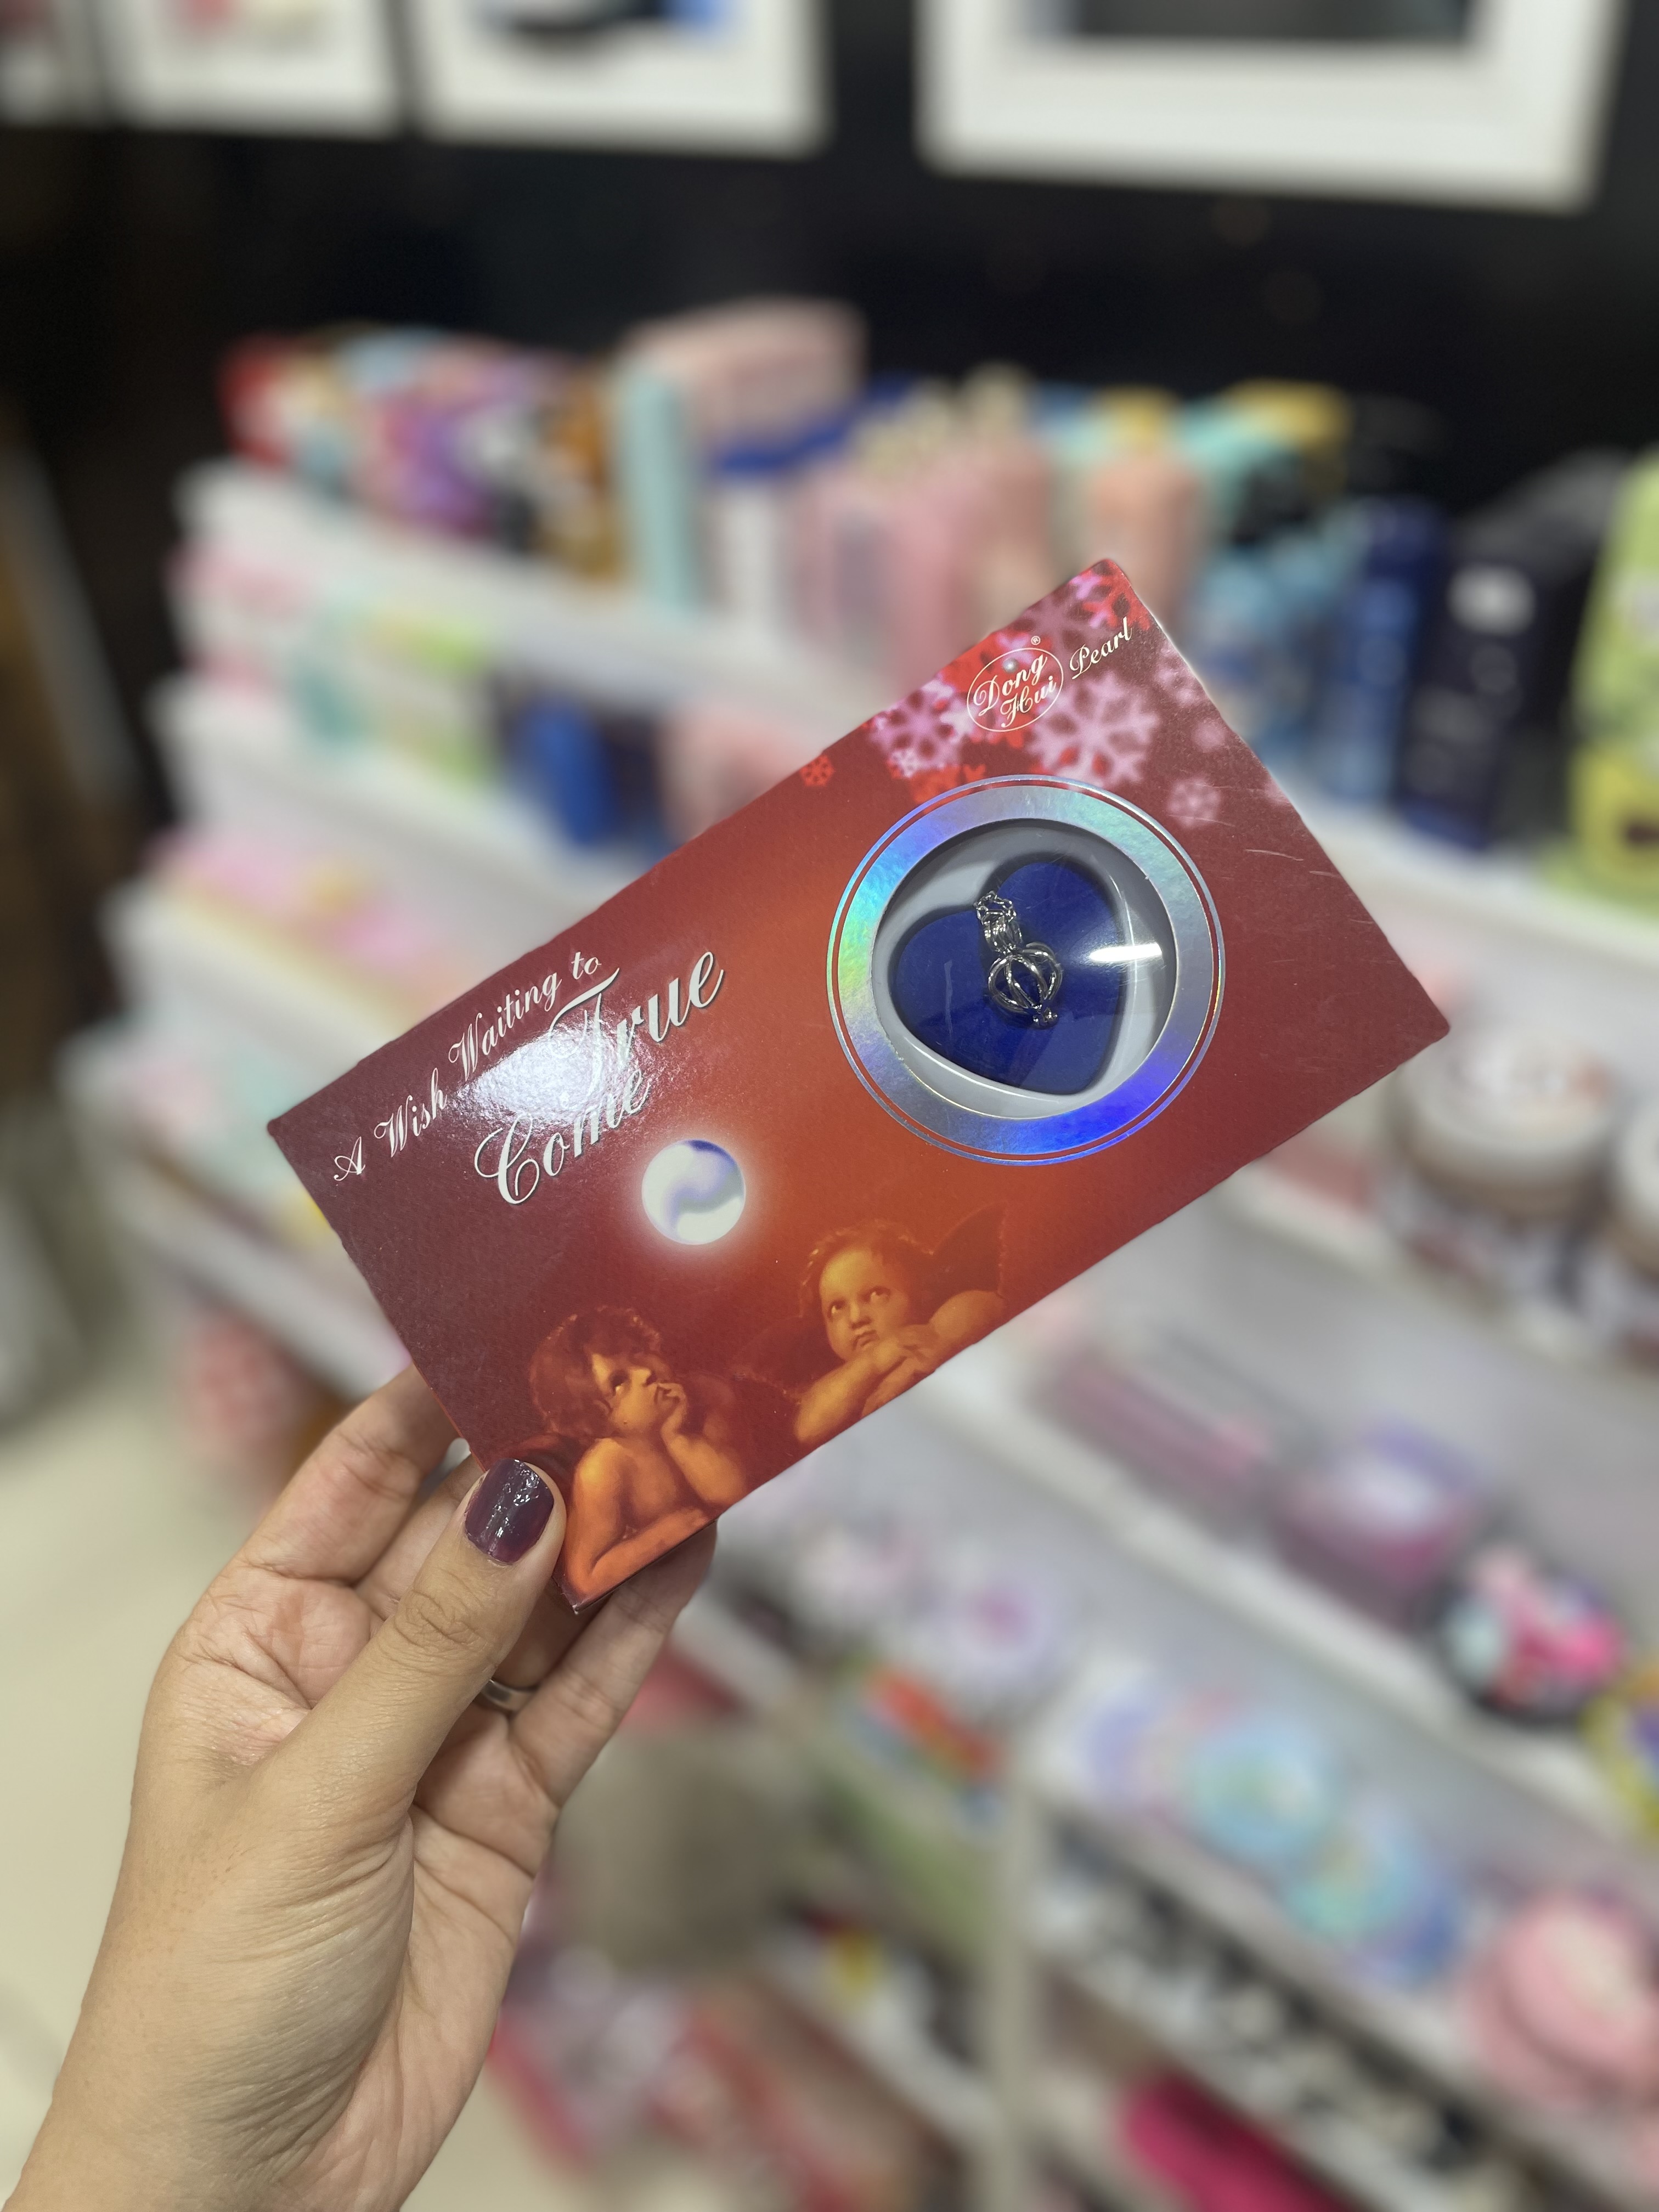 Dong
Hui
® Pearl
A Wish Waiting to
Come True